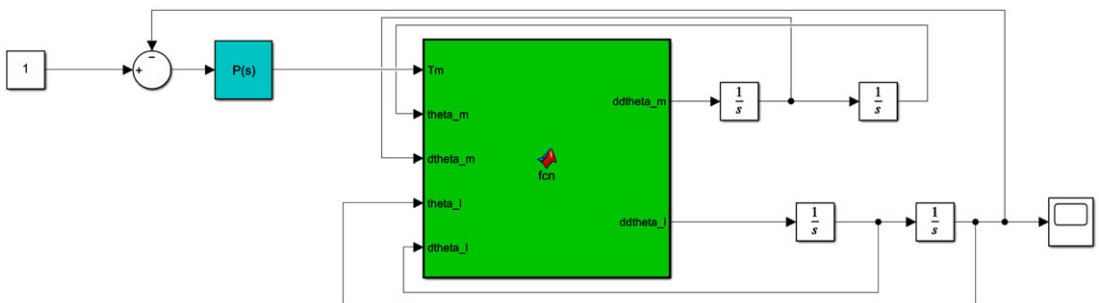 1
+
−
P(s)
Tm
theta_m
dtheta_m
theta_l
dtheta_l
fcn
ddtheta_m
ddtheta_l
1
s
1
s
1
s
1
s